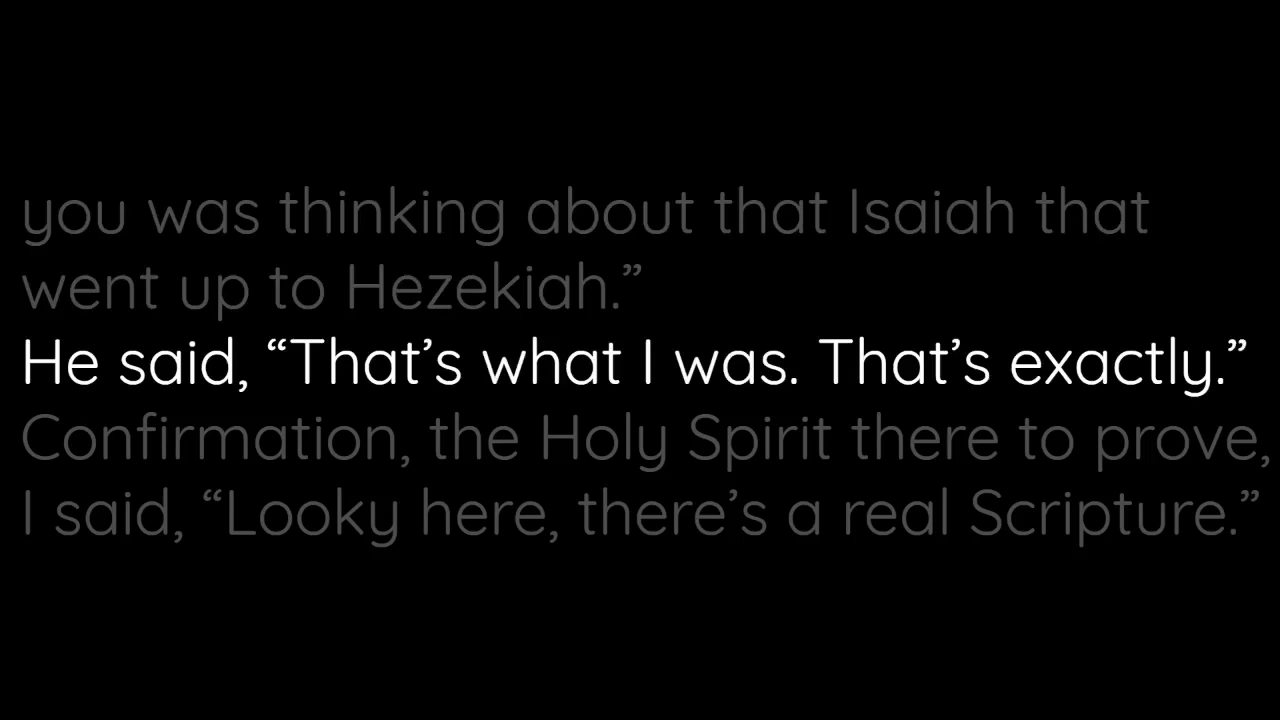 you was thinking about that Isaiah that
went up to Hezekiah.”
He said, “That’s what I was. That’s exactly.”
Confirmation, the Holy Spirit there to prove,
I said, “Looky here, there’s a real Scripture.”